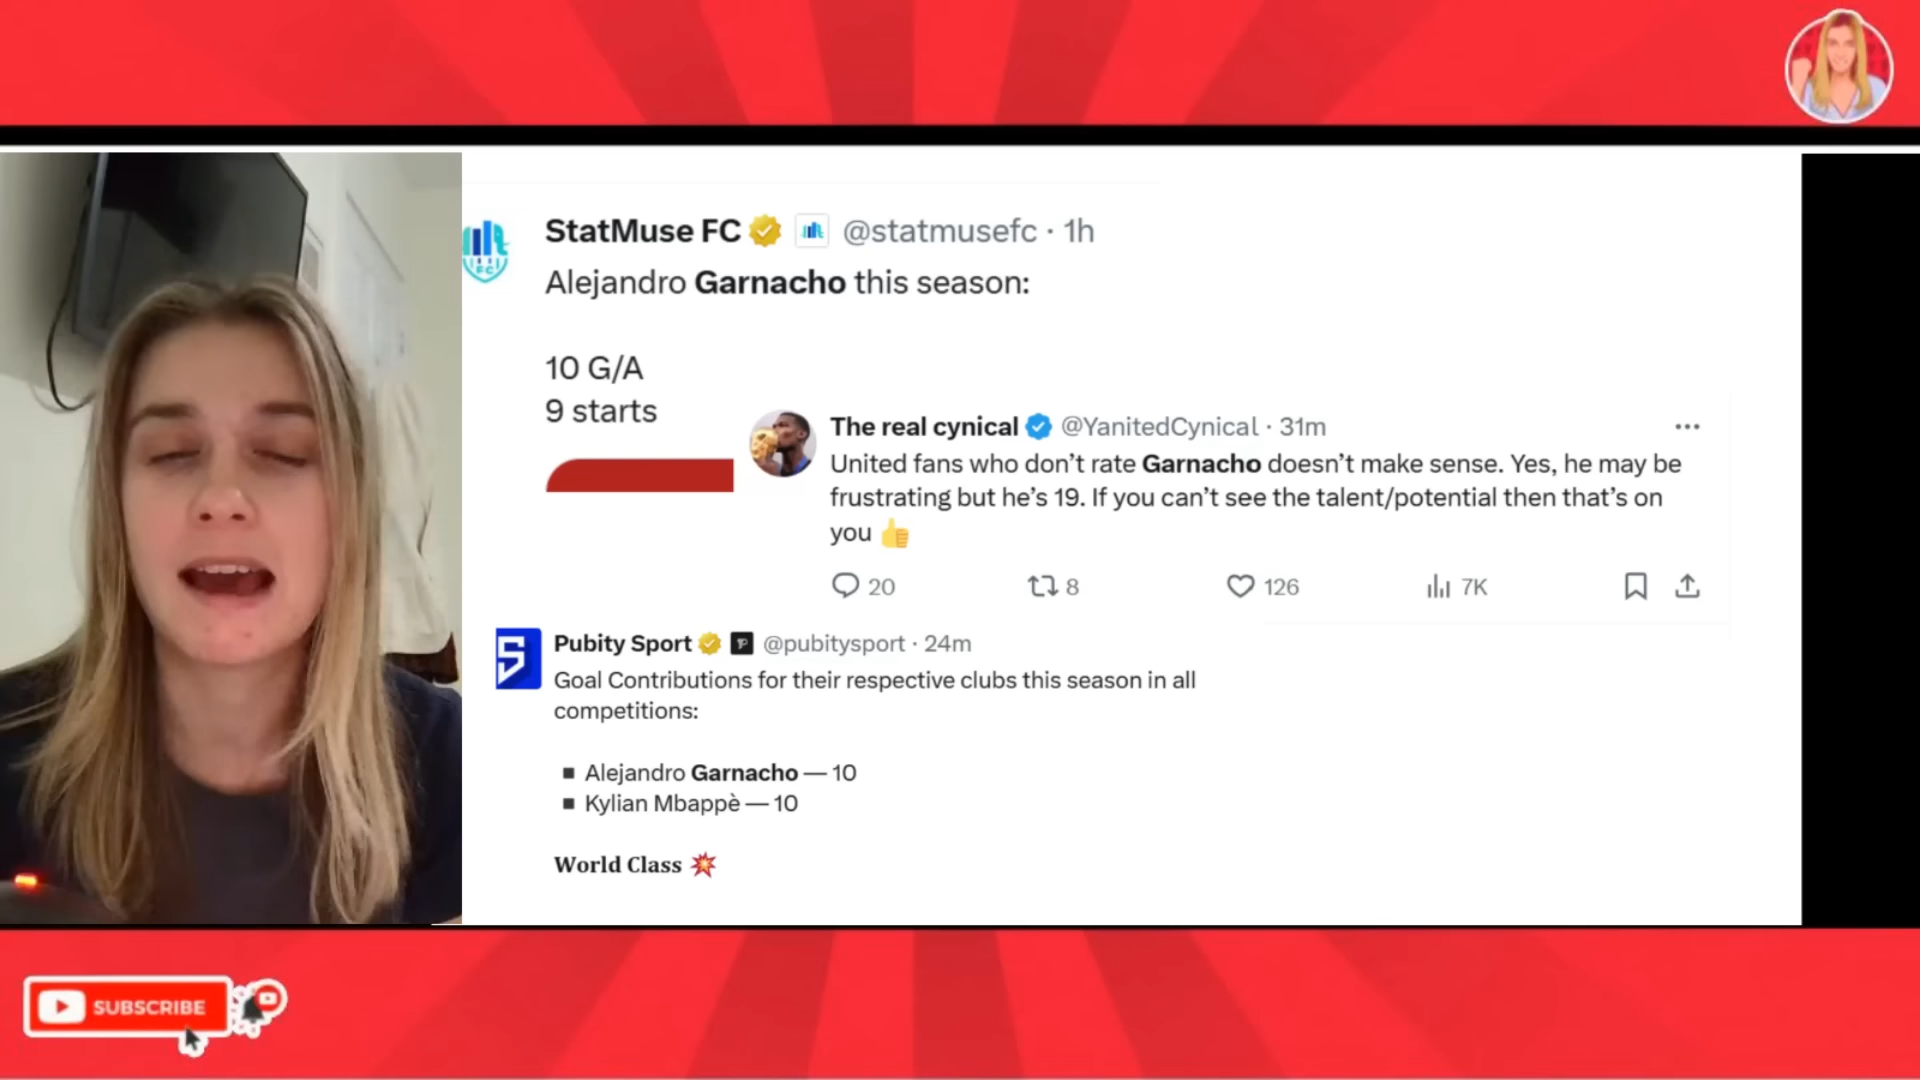 StatMuse FC @statmusefc · 1h
Alejandro Garnacho this season:
10 G/A
9 starts
The real cynical @YanitedCynical · 31m
United fans who don't rate Garnacho doesn't make sense. Yes, he may be
frustrating but he's 19. If you can't see the talent/potential then that's on
you 👍
20 8 126 7K
Pubity Sport @pubitysport · 24m
Goal Contributions for their respective clubs this season in all
competitions:
▪ Alejandro Garnacho — 10
▪ Kylian Mbappè — 10
World Class 💥
SUBSCRIBE